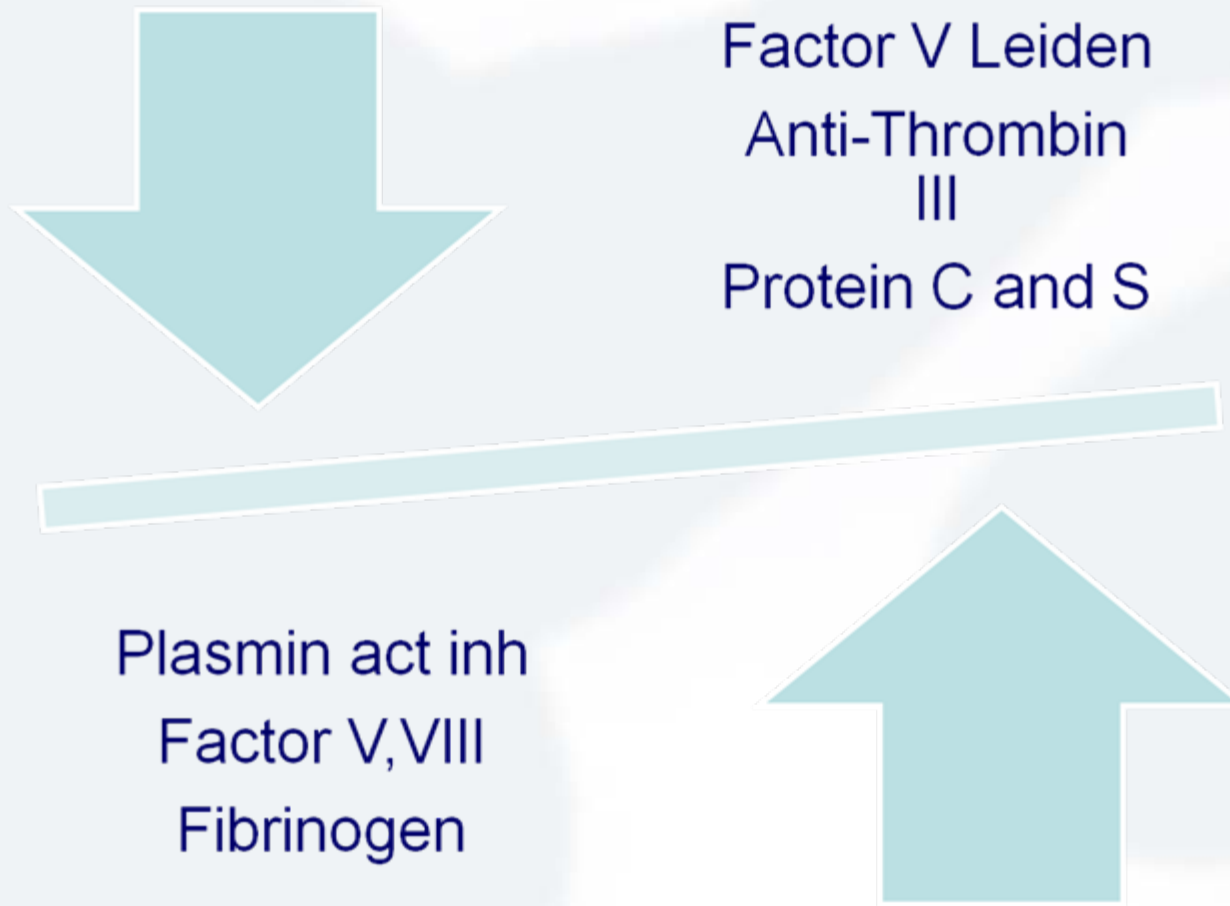 Factor V Leiden
Anti-Thrombin
III
Protein C and S
Plasmin act inh
Factor V,VIII
Fibrinogen